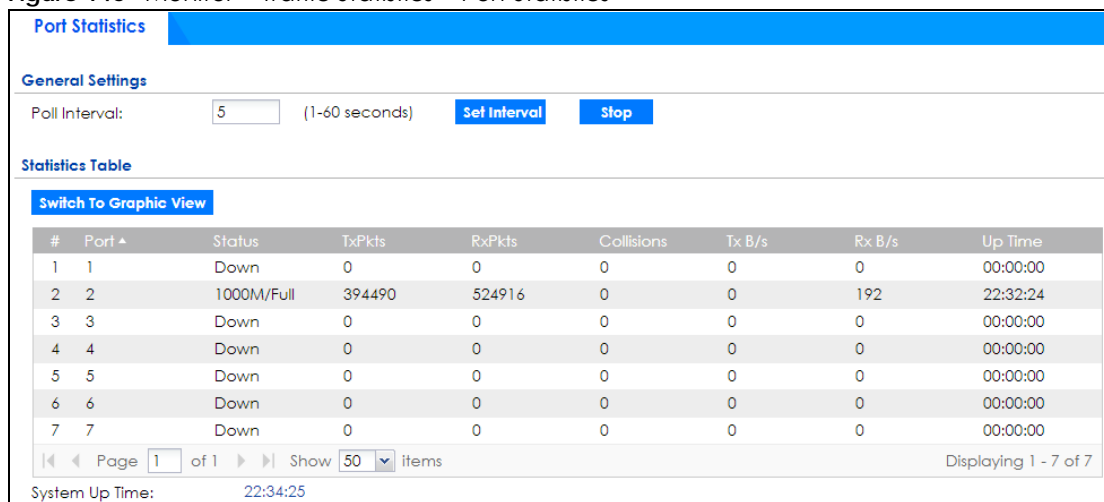 Port Statistics
General Settings
Poll Interval: 5 (1-60 seconds) Set Interval Stop
Statistics Table
Switch To Graphic View
# Port Status TxPkts RxPkts Collisions Tx B/s Rx B/s Up Time
1 1 Down 0 0 0 0 0 00:00:00
2 2 1000M/Full 394490 524916 0 0 192 22:32:24
3 3 Down 0 0 0 0 0 00:00:00
4 4 Down 0 0 0 0 0 00:00:00
5 5 Down 0 0 0 0 0 00:00:00
6 6 Down 0 0 0 0 0 00:00:00
7 7 Down 0 0 0 0 0 00:00:00
Page 1 of 1 Show 50 items Displaying 1 - 7 of 7
System Up Time: 22:34:25